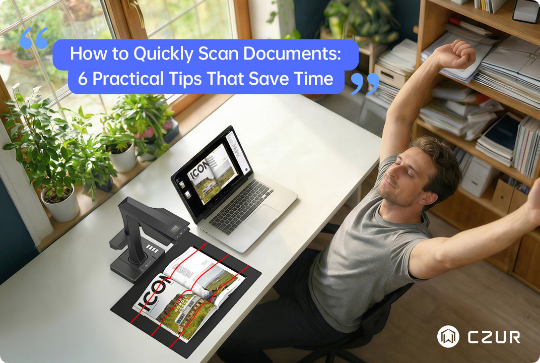 How to Quickly Scan Documents:
6 Practical Tips That Save Time
ICON
ICON
CZUR